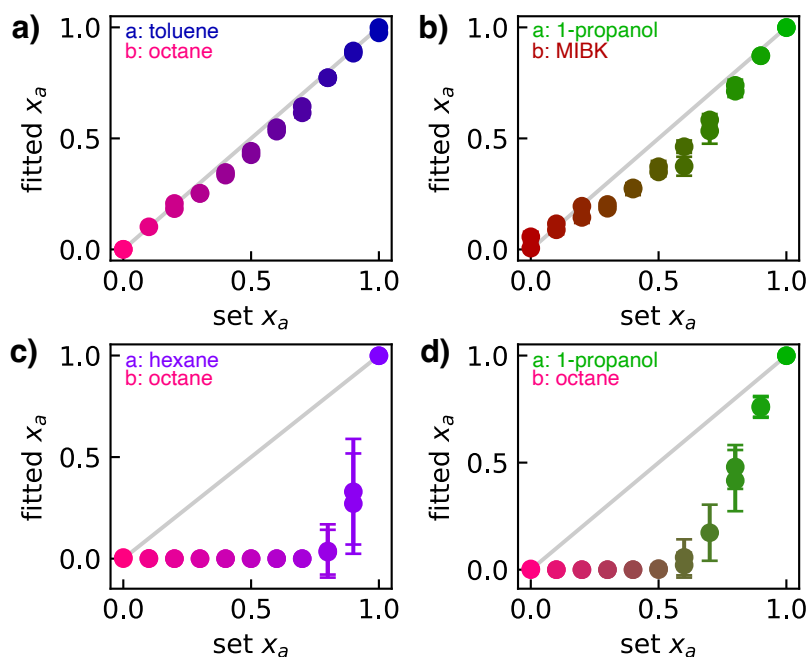 a)
a: toluene
b: octane
1.0
0.5
0.0
fitted x_a
0.0 0.5 1.0
set x_a
b)
a: 1-propanol
b: MIBK
1.0
0.5
0.0
fitted x_a
0.0 0.5 1.0
set x_a
c)
a: hexane
b: octane
1.0
0.5
0.0
fitted x_a
0.0 0.5 1.0
set x_a
d)
a: 1-propanol
b: octane
1.0
0.5
0.0
fitted x_a
0.0 0.5 1.0
set x_a